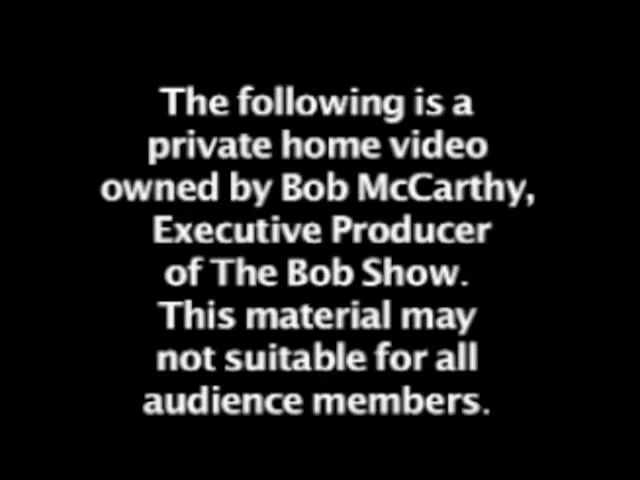 The following is a
private home video
owned by Bob McCarthy,
Executive Producer
of The Bob Show.
This material may
not suitable for all
audience members.